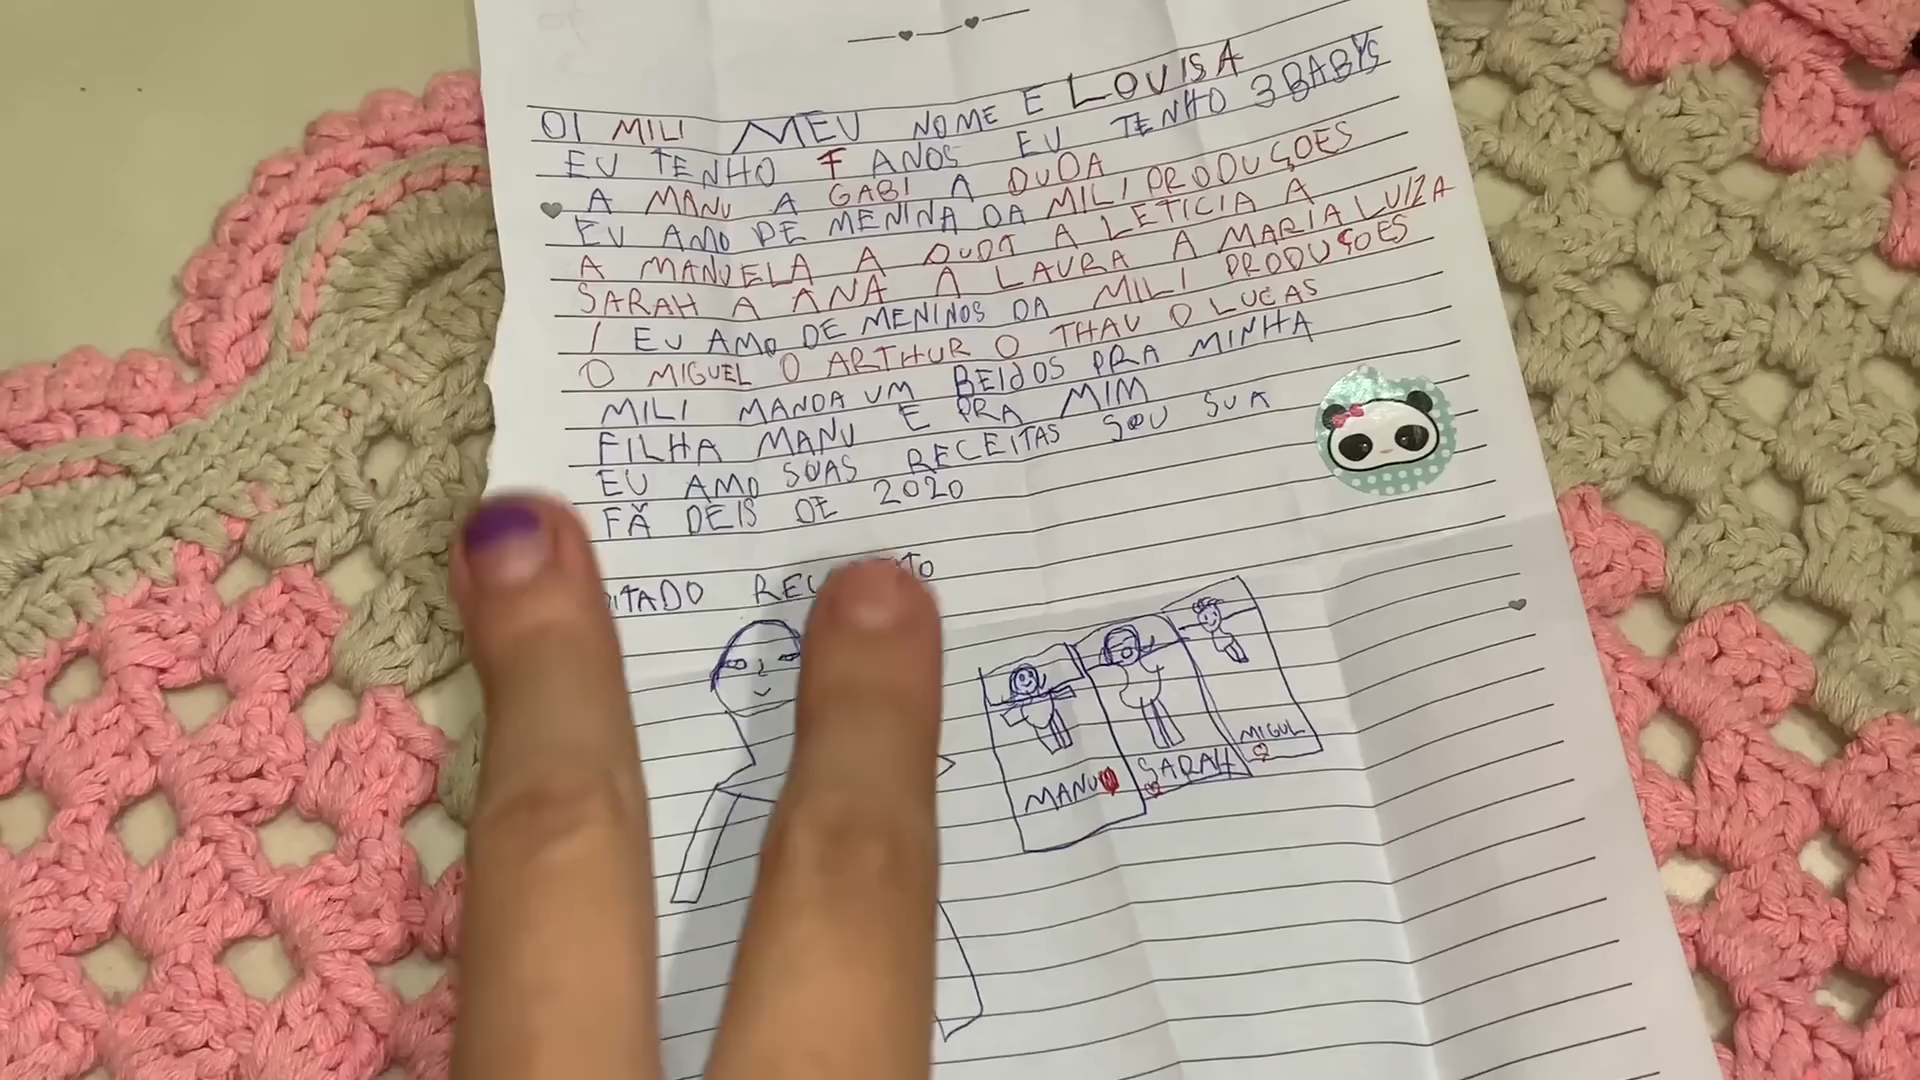 OI MILI MEU NOME E LOUISA
EU TENHO 7 ANOS EU TENHO 3 BABYS
A MANU A GABI A DUDA
EU AMO DE MENINA DA MILI PRODUÇOES
A MANUELA A DUDA A LETICIA A
SARAH A ANA A LAURA A MARIA LUIZA
I EU AMO DE MENINOS DA MILI PRODUÇOES
O MIGUEL O ARTHUR O THAU O LUCAS
MILI MANDA UM BEIJOS PRA MINHA
FILHA MANU E PRA MIM
EU AMO SUAS RECEITAS SOU SUA
FÃ DEIS DE 2020
MANU
SARAH
MIGUL